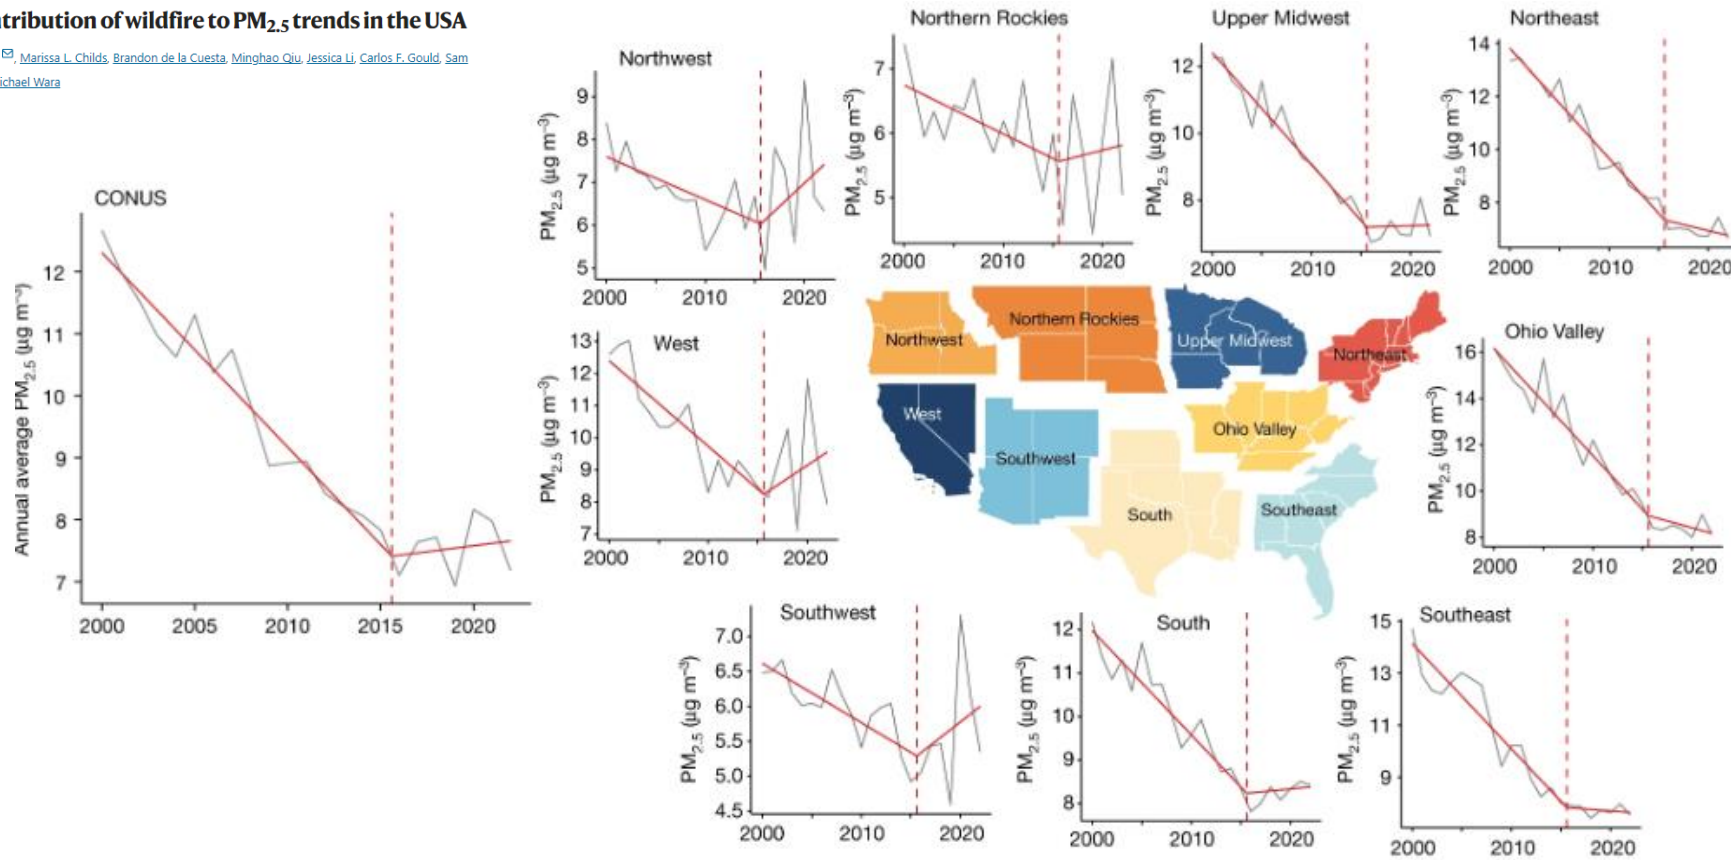 tribution of wildfire to PM2.5 trends in the USA
, Marissa L. Childs, Brandon de la Cuesta, Minghao Qiu, Jessica Li, Carlos F. Gould, Sam
ichael Wara
CONUS
Annual average PM2.5 (µg m–3)
12
11
10
9
8
7
2000 2005 2010 2015 2020
Northwest
PM2.5 (µg m–3)
9
8
7
6
5
2000 2010 2020
Northern Rockies
PM2.5 (µg m–3)
7
6
5
2000 2010 2020
Upper Midwest
PM2.5 (µg m–3)
12
10
8
2000 2010 2020
Northeast
PM2.5 (µg m–3)
14
12
10
8
2000 2010 2020
West
PM2.5 (µg m–3)
13
12
11
10
9
8
7
2000 2010 2020
Northwest
Northern Rockies
Upper Midwest
Northeast
West
Southwest
Ohio Valley
South
Southeast
Ohio Valley
PM2.5 (µg m–3)
16
14
12
10
8
2000 2010 2020
Southwest
PM2.5 (µg m–3)
7.0
6.5
6.0
5.5
5.0
4.5
2000 2010 2020
South
PM2.5 (µg m–3)
12
11
10
9
8
2000 2010 2020
Southeast
PM2.5 (µg m–3)
15
13
11
9
2000 2010 2020